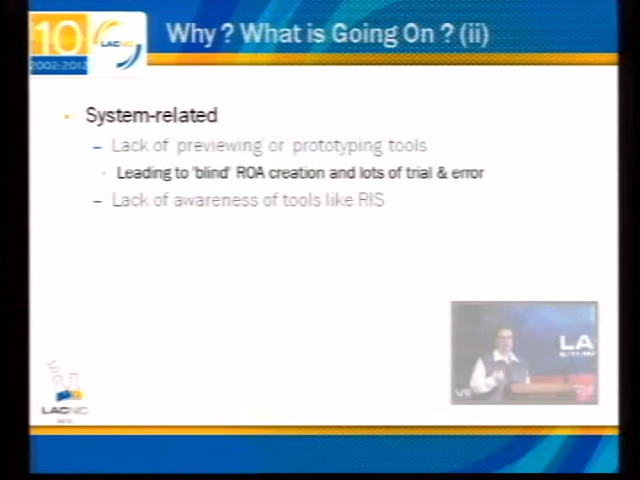 10
LACNIC
2002-2012
Why? What is Going On? (ii)
• System-related
– Lack of previewing or prototyping tools
• Leading to 'blind' ROA creation and lots of trial & error
– Lack of awareness of tools like RIS
LA
LACNIC